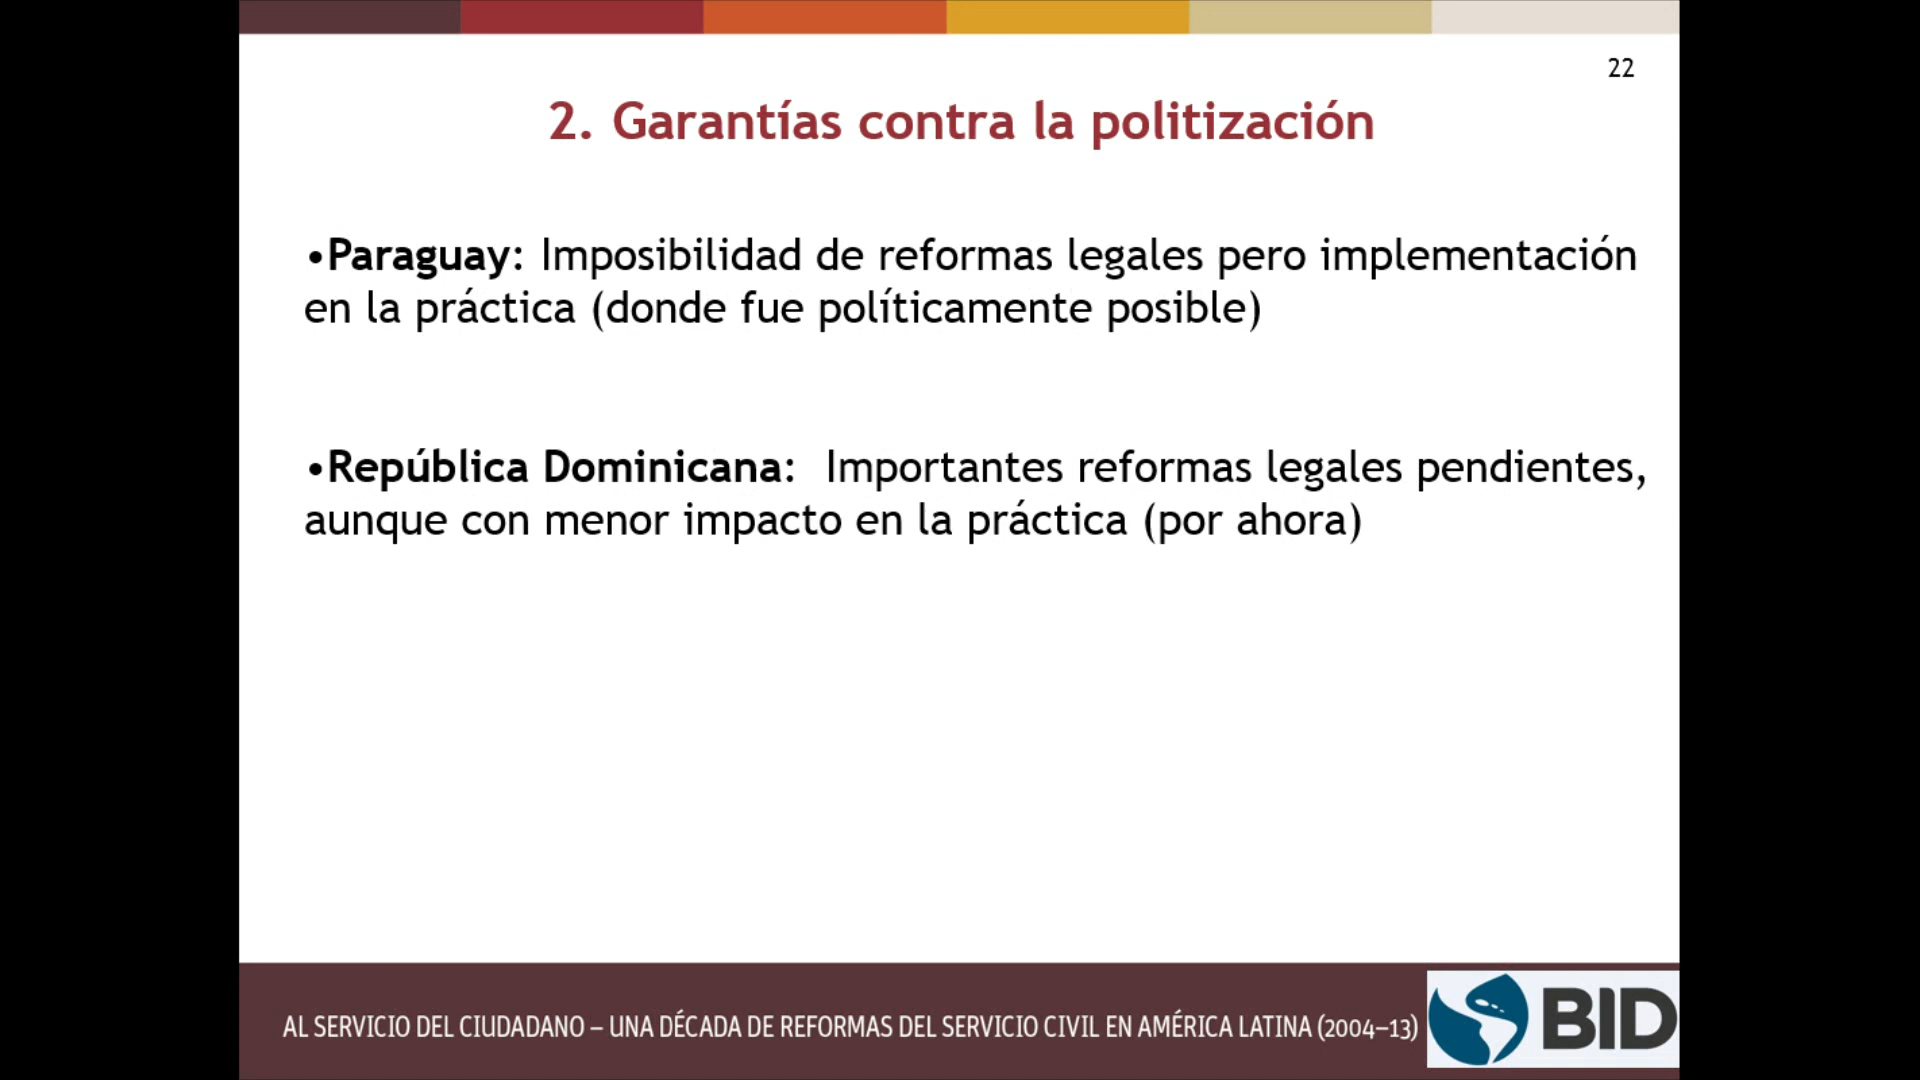 22
2. Garantías contra la politización
•Paraguay: Imposibilidad de reformas legales pero implementación
en la práctica (donde fue políticamente posible)
•República Dominicana:  Importantes reformas legales pendientes,
aunque con menor impacto en la práctica (por ahora)
AL SERVICIO DEL CIUDADANO – UNA DÉCADA DE REFORMAS DEL SERVICIO CIVIL EN AMÉRICA LATINA (2004–13)
BID